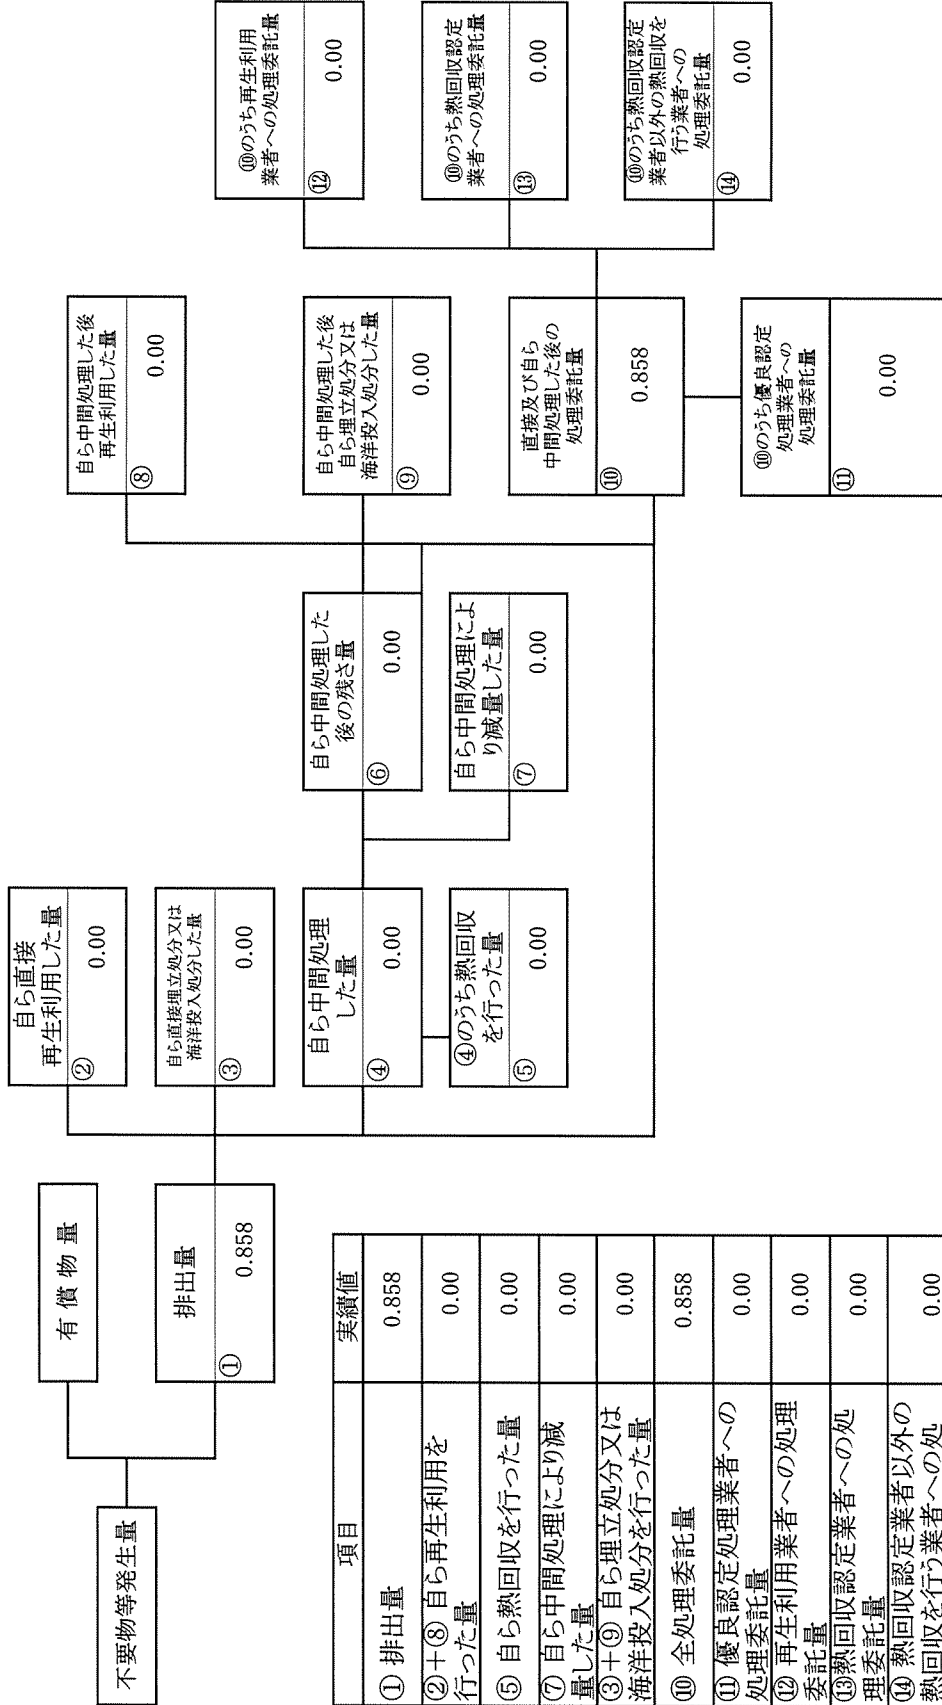 不要物等発生量
有償物量
排出量
① 0.858
自ら直接
再生利用した量
② 0.00
自ら直接埋立処分又は
海洋投入処分した量
③ 0.00
自ら中間処理
した量
④ 0.00
④のうち熱回収
を行った量
⑤ 0.00
自ら中間処理した
後の残さ量
⑥ 0.00
自ら中間処理によ
り減量した量
⑦ 0.00
自ら中間処理した後
再生利用した量
⑧ 0.00
自ら中間処理した後
自ら埋立処分又は
海洋投入処分した量
⑨ 0.00
直接及び自ら
中間処理した後の
処理委託量
⑩ 0.858
⑩のうち優良認定
処理業者への
処理委託量
⑪ 0.00
⑩のうち再生利用
業者への処理委託量
⑫ 0.00
⑩のうち熱回収認定
業者への処理委託量
⑬ 0.00
⑩のうち熱回収認定
業者以外の熱回収を
行う業者への
処理委託量
⑭ 0.00
項目 実績値
① 排出量 0.858
②+⑧ 自ら再生利用を
行った量 0.00
⑤ 自ら熱回収を行った量 0.00
⑦ 自ら中間処理により減
量した量 0.00
③+⑨ 自ら埋立処分又は
海洋投入処分を行った量 0.00
⑩ 全処理委託量 0.858
⑪ 優良認定処理業者への
処理委託量 0.00
⑫ 再生利用業者への処理
委託量 0.00
⑬熱回収認定業者への処
理委託量 0.00
⑭ 熱回収認定業者以外の
熱回収を行う業者への処 0.00